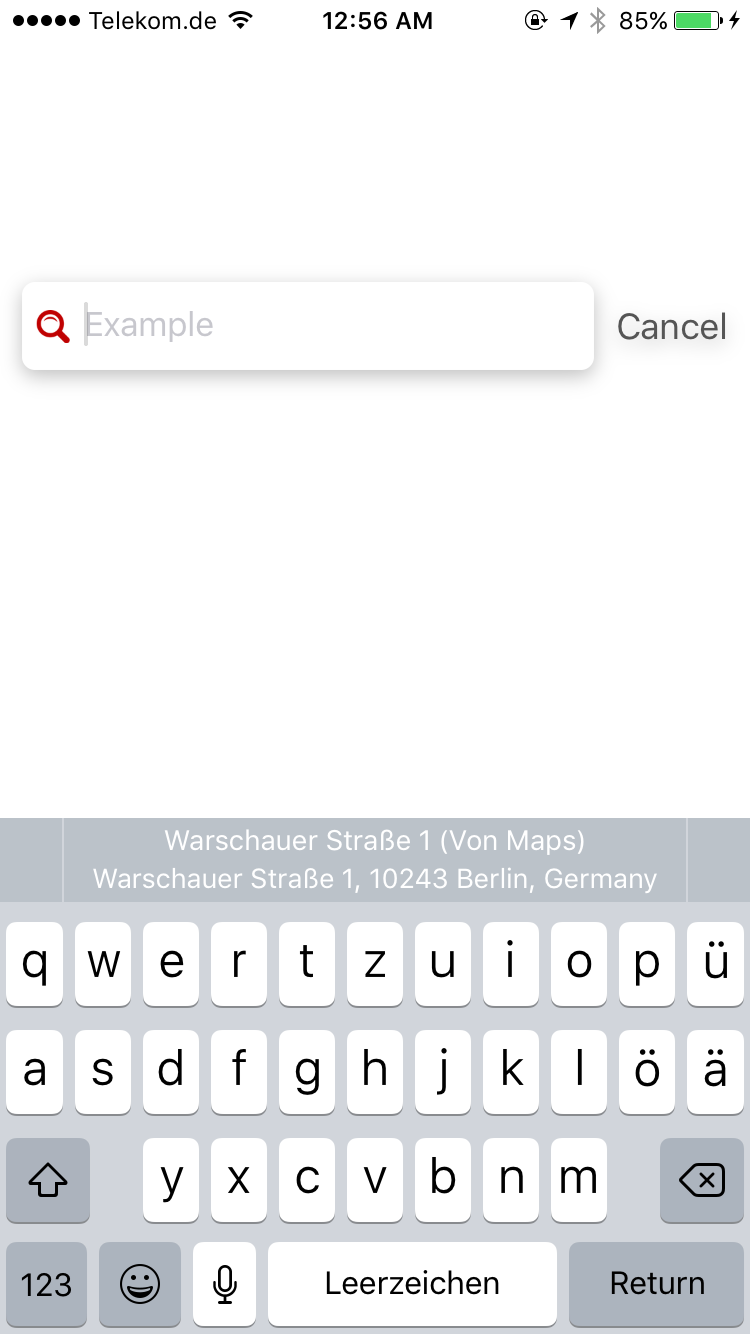 Telekom.de 12:56 AM 85%
Example Cancel
Warschauer Straße 1 (Von Maps)
Warschauer Straße 1, 10243 Berlin, Germany
q w e r t z u i o p ü
a s d f g h j k l ö ä
y x c v b n m
123 Leerzeichen Return